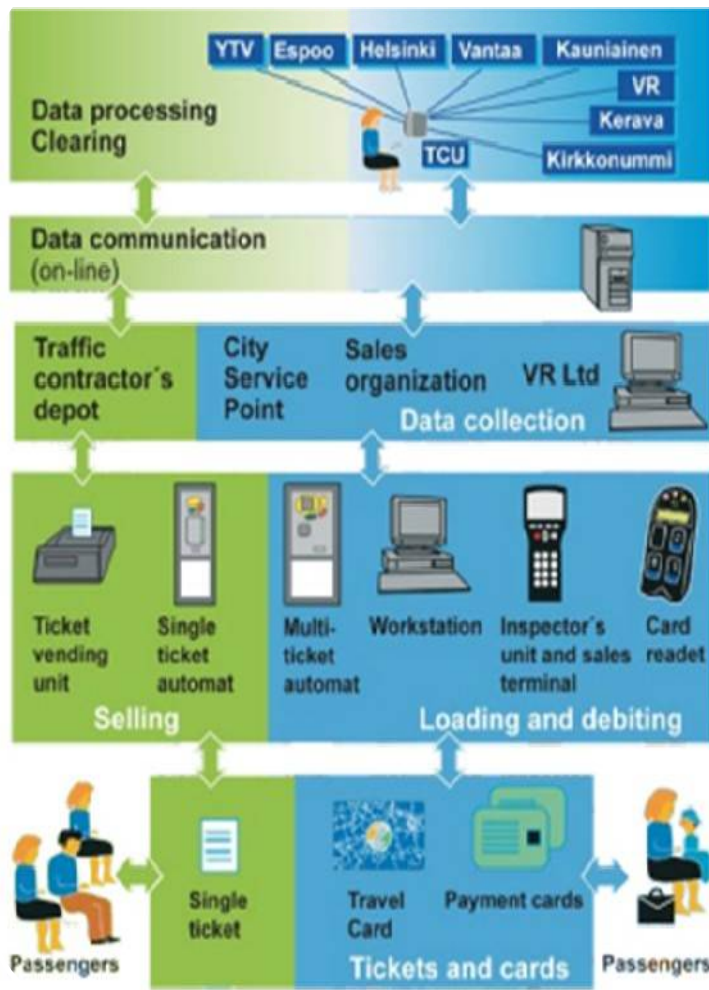 YTV Espoo Helsinki Vantaa Kauniainen
VR
Kerava
TCU
Kirkkonummi
Data processing
Clearing
Data communication
(on-line)
Traffic
contractor´s
depot
City
Service
Point
Sales
organization
VR Ltd
Data collection
Ticket
vending
unit
Single
ticket
automat
Multi-
ticket
automat
Workstation
Inspector´s
unit and sales
terminal
Card
readet
Selling
Loading and debiting
Passengers
Single
ticket
Travel
Card
Payment cards
Tickets and cards
Passengers